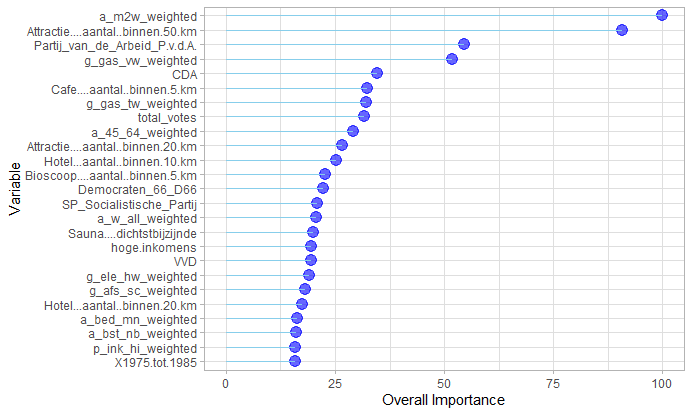 a_m2w_weighted
Attractie....aantal..binnen.50.km
Partij_van_de_Arbeid_P.v.d.A.
g_gas_vw_weighted
CDA
Cafe....aantal..binnen.5.km
g_gas_tw_weighted
total_votes
a_45_64_weighted
Attractie....aantal..binnen.20.km
Hotel...aantal..binnen.10.km
Bioscoop....aantal..binnen.5.km
Democraten_66_D66
SP_Socialistische_Partij
a_w_all_weighted
Sauna....dichtstbijzijnde
hoge.inkomens
VVD
g_ele_hw_weighted
g_afs_sc_weighted
Hotel...aantal..binnen.20.km
a_bed_mn_weighted
a_bst_nb_weighted
p_ink_hi_weighted
X1975.tot.1985
Variable
0 25 50 75 100
Overall Importance